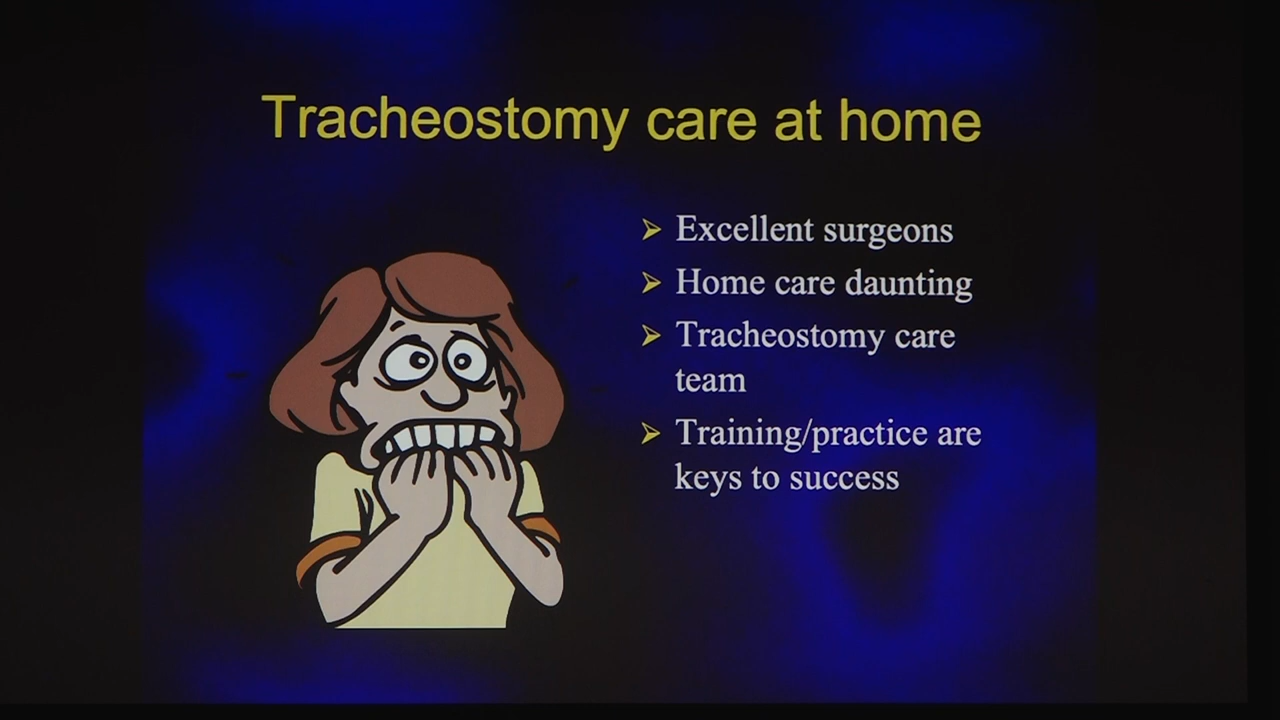 Tracheostomy care at home
➢ Excellent surgeons
➢ Home care daunting
➢ Tracheostomy care
team
➢ Training/practice are
keys to success